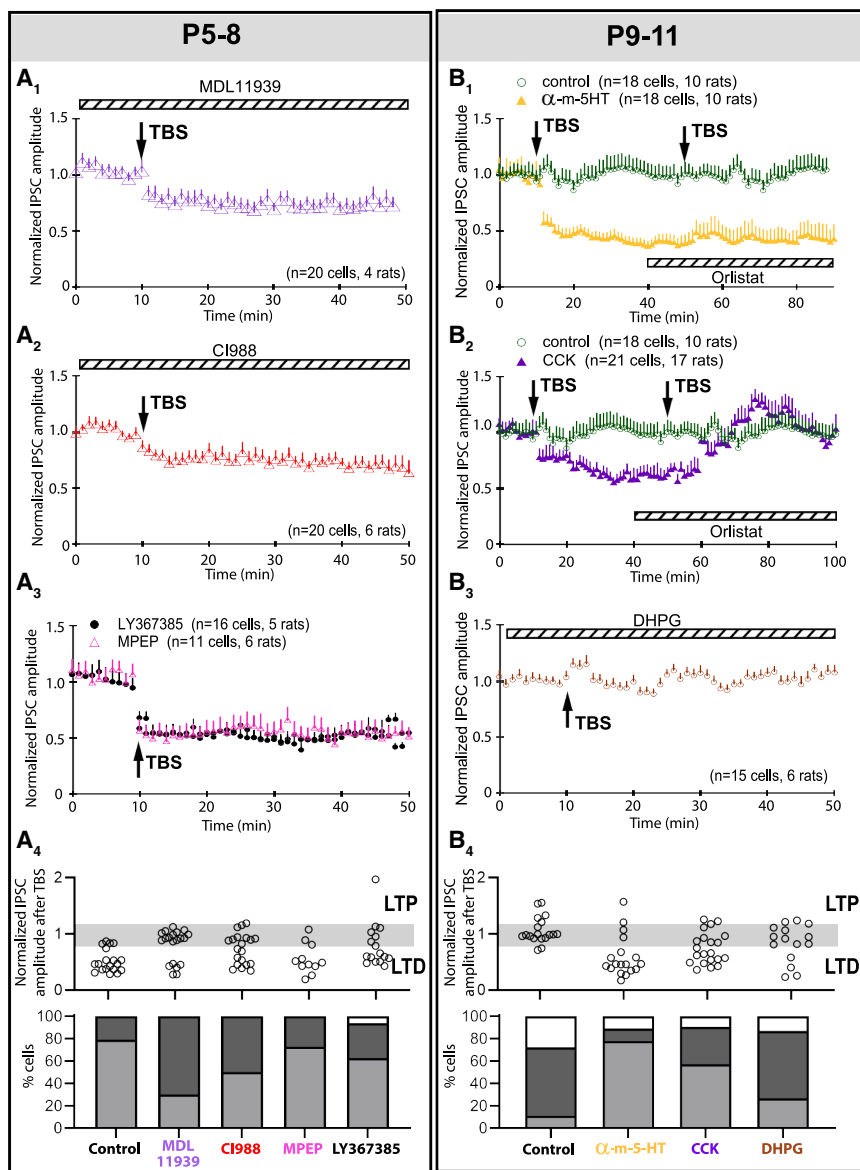 P5-8
A1
MDL11939
TBS
Normalized IPSC amplitude
1.5
1.0
0.5
0
(n=20 cells, 4 rats)
0 10 20 30 40 50
Time (min)
A2
CI988
TBS
Normalized IPSC amplitude
1.5
1.0
0.5
0
(n=20 cells, 6 rats)
0 10 20 30 40 50
Time (min)
A3
LY367385 (n=16 cells, 5 rats)
MPEP (n=11 cells, 6 rats)
Normalized IPSC amplitude
1.5
1.0
0.5
0
TBS
0 10 20 30 40 50
Time (min)
A4
Normalized IPSC
amplitude after TBS
2
1
0
LTP
LTD
% cells
100
80
60
40
20
0
Control
MDL
11939
CI988
MPEP
LY367385
P9-11
B1
control (n=18 cells, 10 rats)
α-m-5HT (n=18 cells, 10 rats)
TBS
TBS
Normalized IPSC amplitude
1.5
1.0
0.5
0
Orlistat
0 20 40 60 80
Time (min)
B2
control (n=18 cells, 10 rats)
CCK (n=21 cells, 17 rats)
TBS
TBS
Normalized IPSC amplitude
1.5
1.0
0.5
0
Orlistat
0 20 40 60 80 100
Time (min)
B3
DHPG
Normalized IPSC amplitude
1.5
1.0
0.5
0
TBS
(n=15 cells, 6 rats)
0 10 20 30 40 50
Time (min)
B4
Normalized IPSC
amplitude after TBS
2
1
0
LTP
LTD
% cells
100
80
60
40
20
0
Control
α-m-5-HT
CCK
DHPG